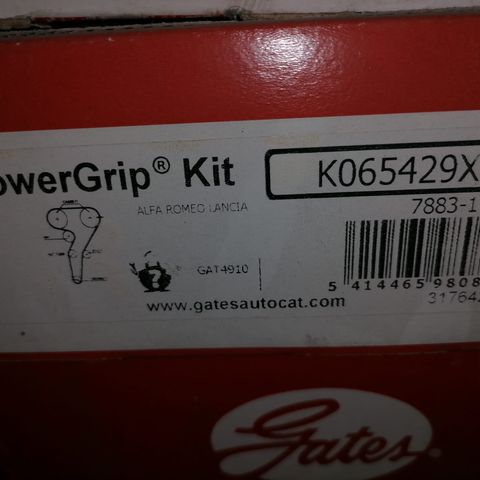 owerGrip® Kit
K065429X
ALFA ROMEO LANCIA
7883-1
GAT4910
5 414465 9808
www.gatesautocat.com
31764
Gates